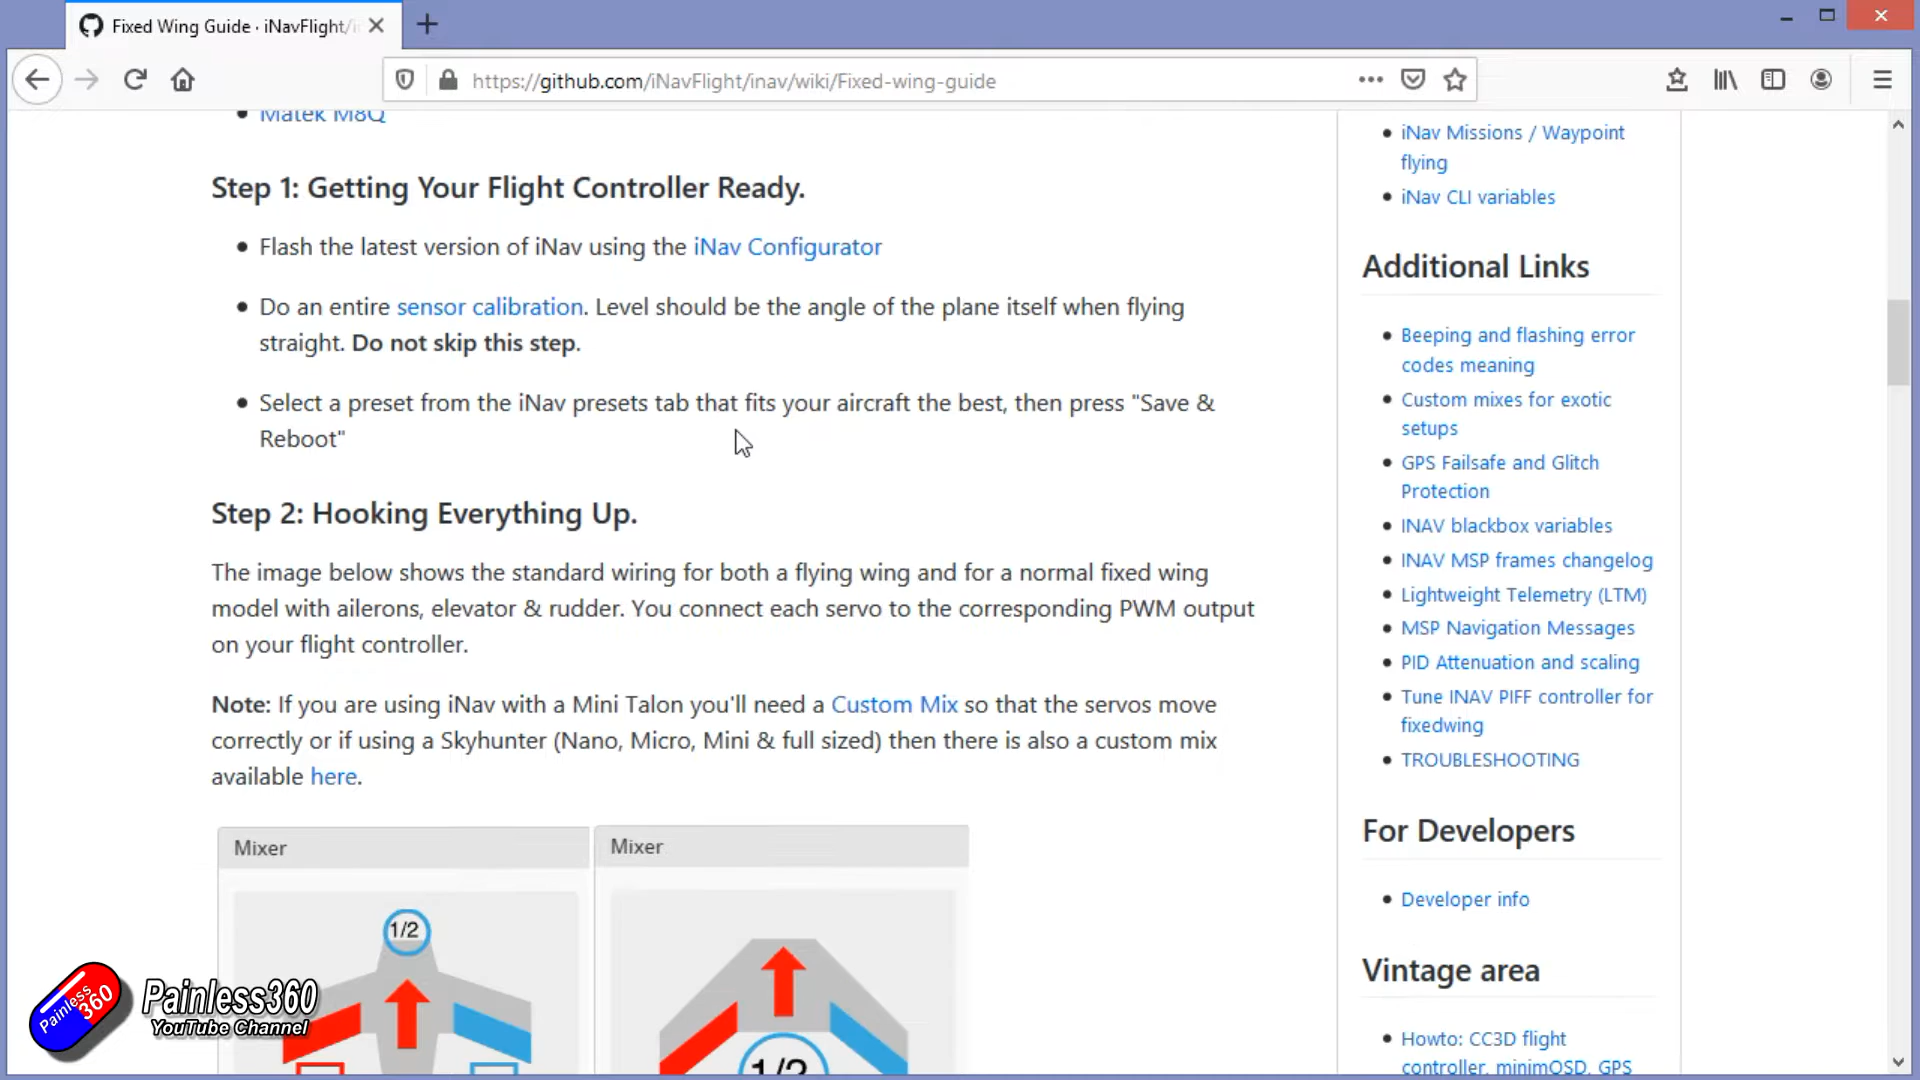 Fixed Wing Guide · iNavFlight/i
https://github.com/iNavFlight/inav/wiki/Fixed-wing-guide
Matek M8Q
Step 1: Getting Your Flight Controller Ready.
Flash the latest version of iNav using the iNav Configurator
Do an entire sensor calibration. Level should be the angle of the plane itself when flying
straight. Do not skip this step.
Select a preset from the iNav presets tab that fits your aircraft the best, then press "Save &
Reboot"
Step 2: Hooking Everything Up.
The image below shows the standard wiring for both a flying wing and for a normal fixed wing
model with ailerons, elevator & rudder. You connect each servo to the corresponding PWM output
on your flight controller.
Note: If you are using iNav with a Mini Talon you'll need a Custom Mix so that the servos move
correctly or if using a Skyhunter (Nano, Micro, Mini & full sized) then there is also a custom mix
available here.
Mixer
1/2
Mixer
1/2
iNav Missions / Waypoint
flying
iNav CLI variables
Additional Links
Beeping and flashing error
codes meaning
Custom mixes for exotic
setups
GPS Failsafe and Glitch
Protection
INAV blackbox variables
INAV MSP frames changelog
Lightweight Telemetry (LTM)
MSP Navigation Messages
PID Attenuation and scaling
Tune INAV PIFF controller for
fixedwing
TROUBLESHOOTING
For Developers
Developer info
Vintage area
Howto: CC3D flight
controller, minimOSD, GPS
Painless
360
Painless360
YouTube Channel